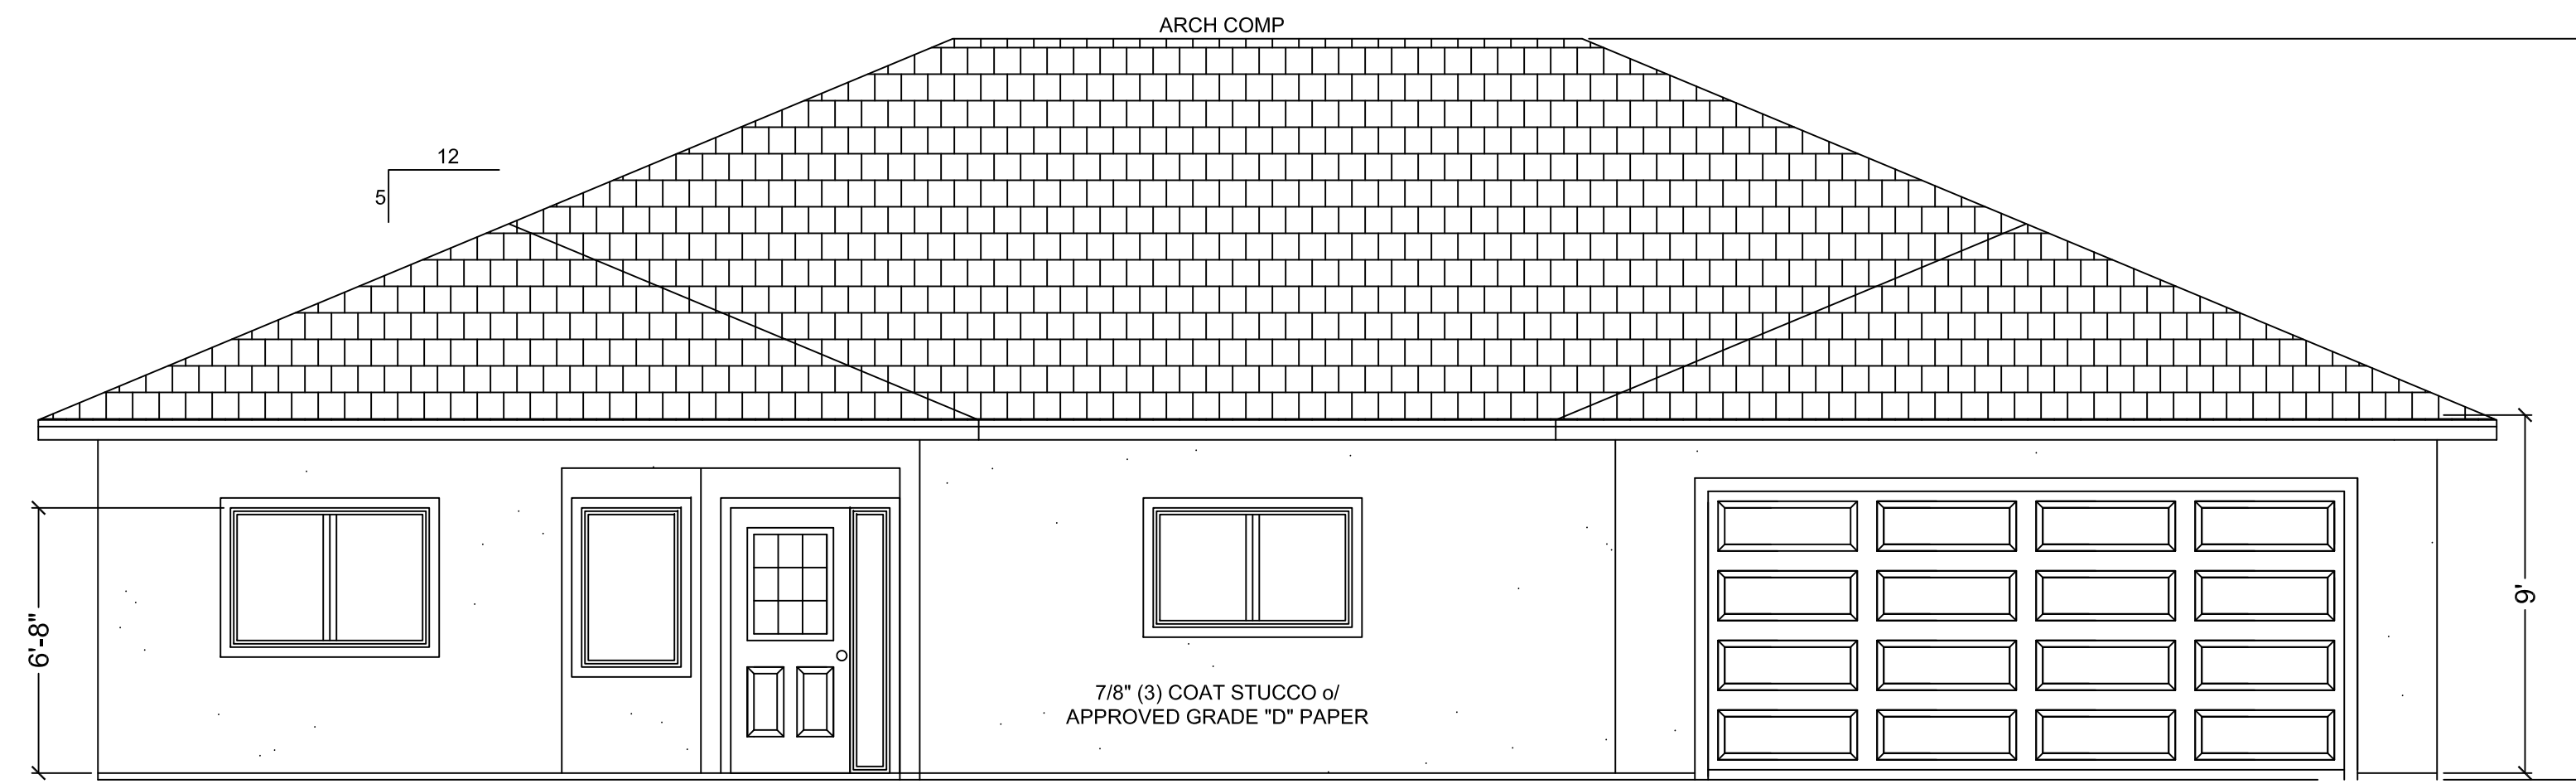 ARCH COMP
12
5
6'-8"
9'
7/8" (3) COAT STUCCO o/
APPROVED GRADE "D" PAPER